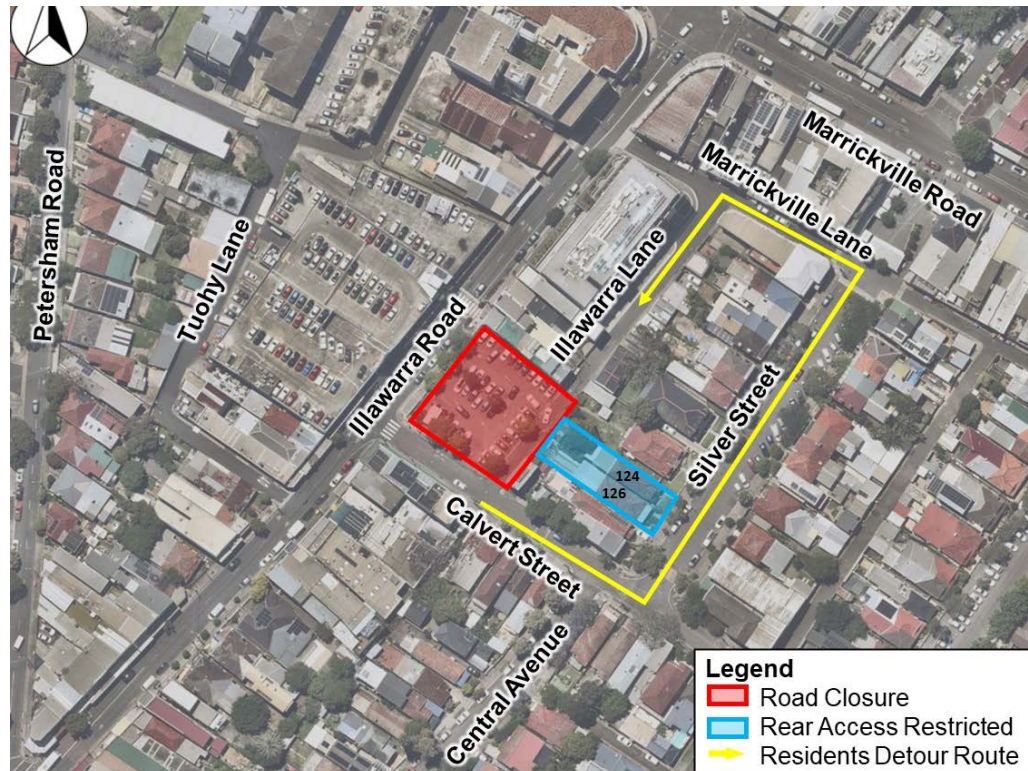 Petersham Road
Tuohy Lane
Illawarra Road
Illawarra Lane
Marrickville Lane
Marrickville Road
Silver Street
124
126
Calvert Street
Central Avenue
Legend
Road Closure
Rear Access Restricted
Residents Detour Route